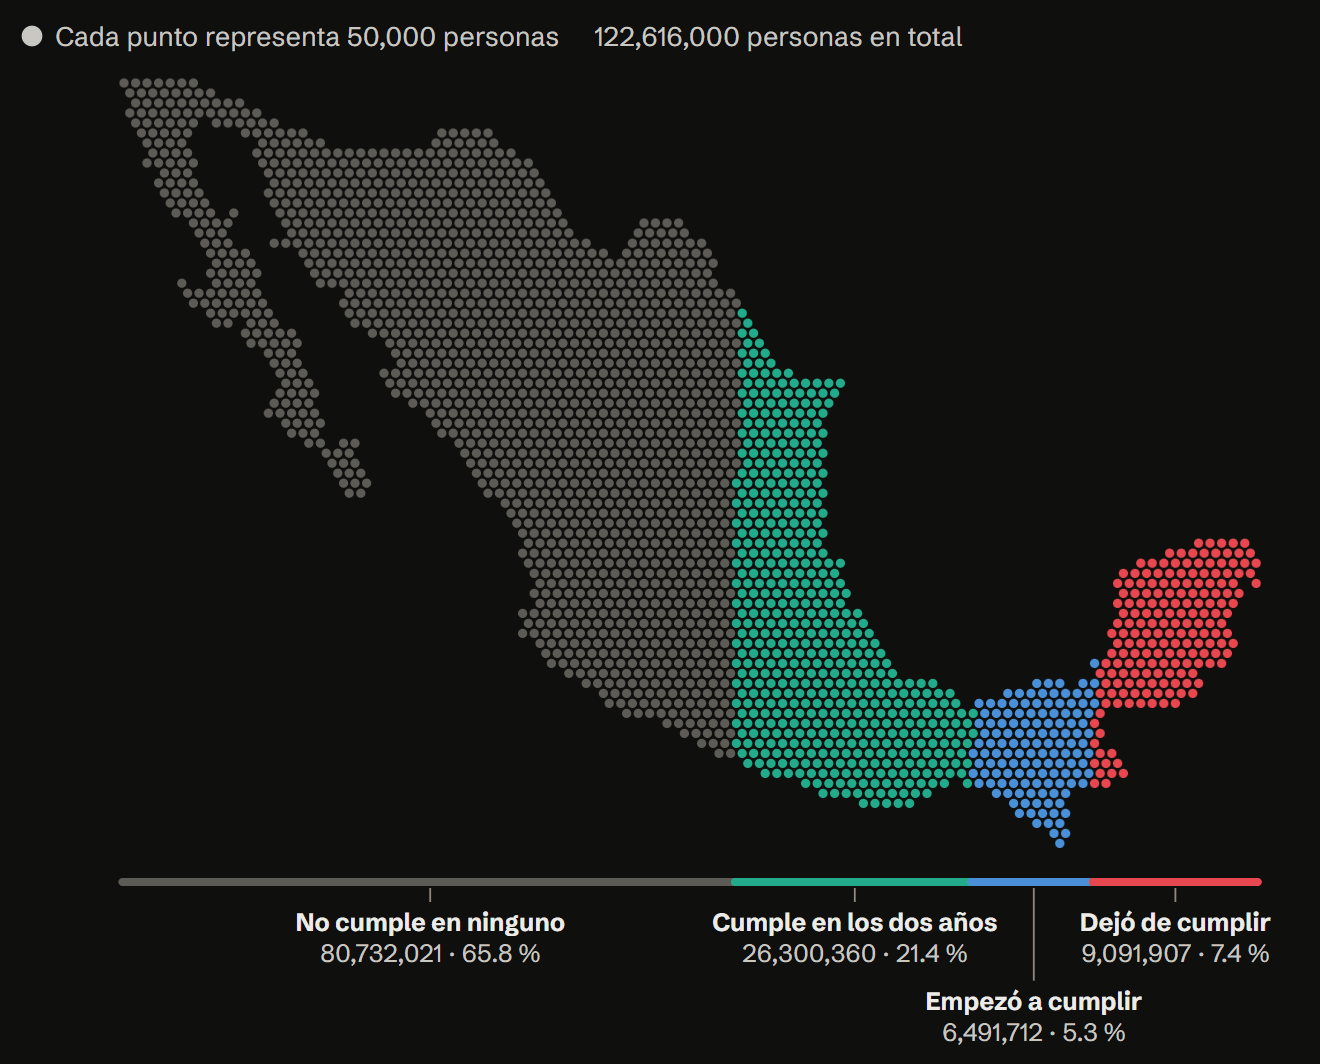 Cada punto representa 50,000 personas 122,616,000 personas en total
No cumple en ninguno
80,732,021 · 65.8 %
Cumple en los dos años
26,300,360 · 21.4 %
Dejó de cumplir
9,091,907 · 7.4 %
Empezó a cumplir
6,491,712 · 5.3 %